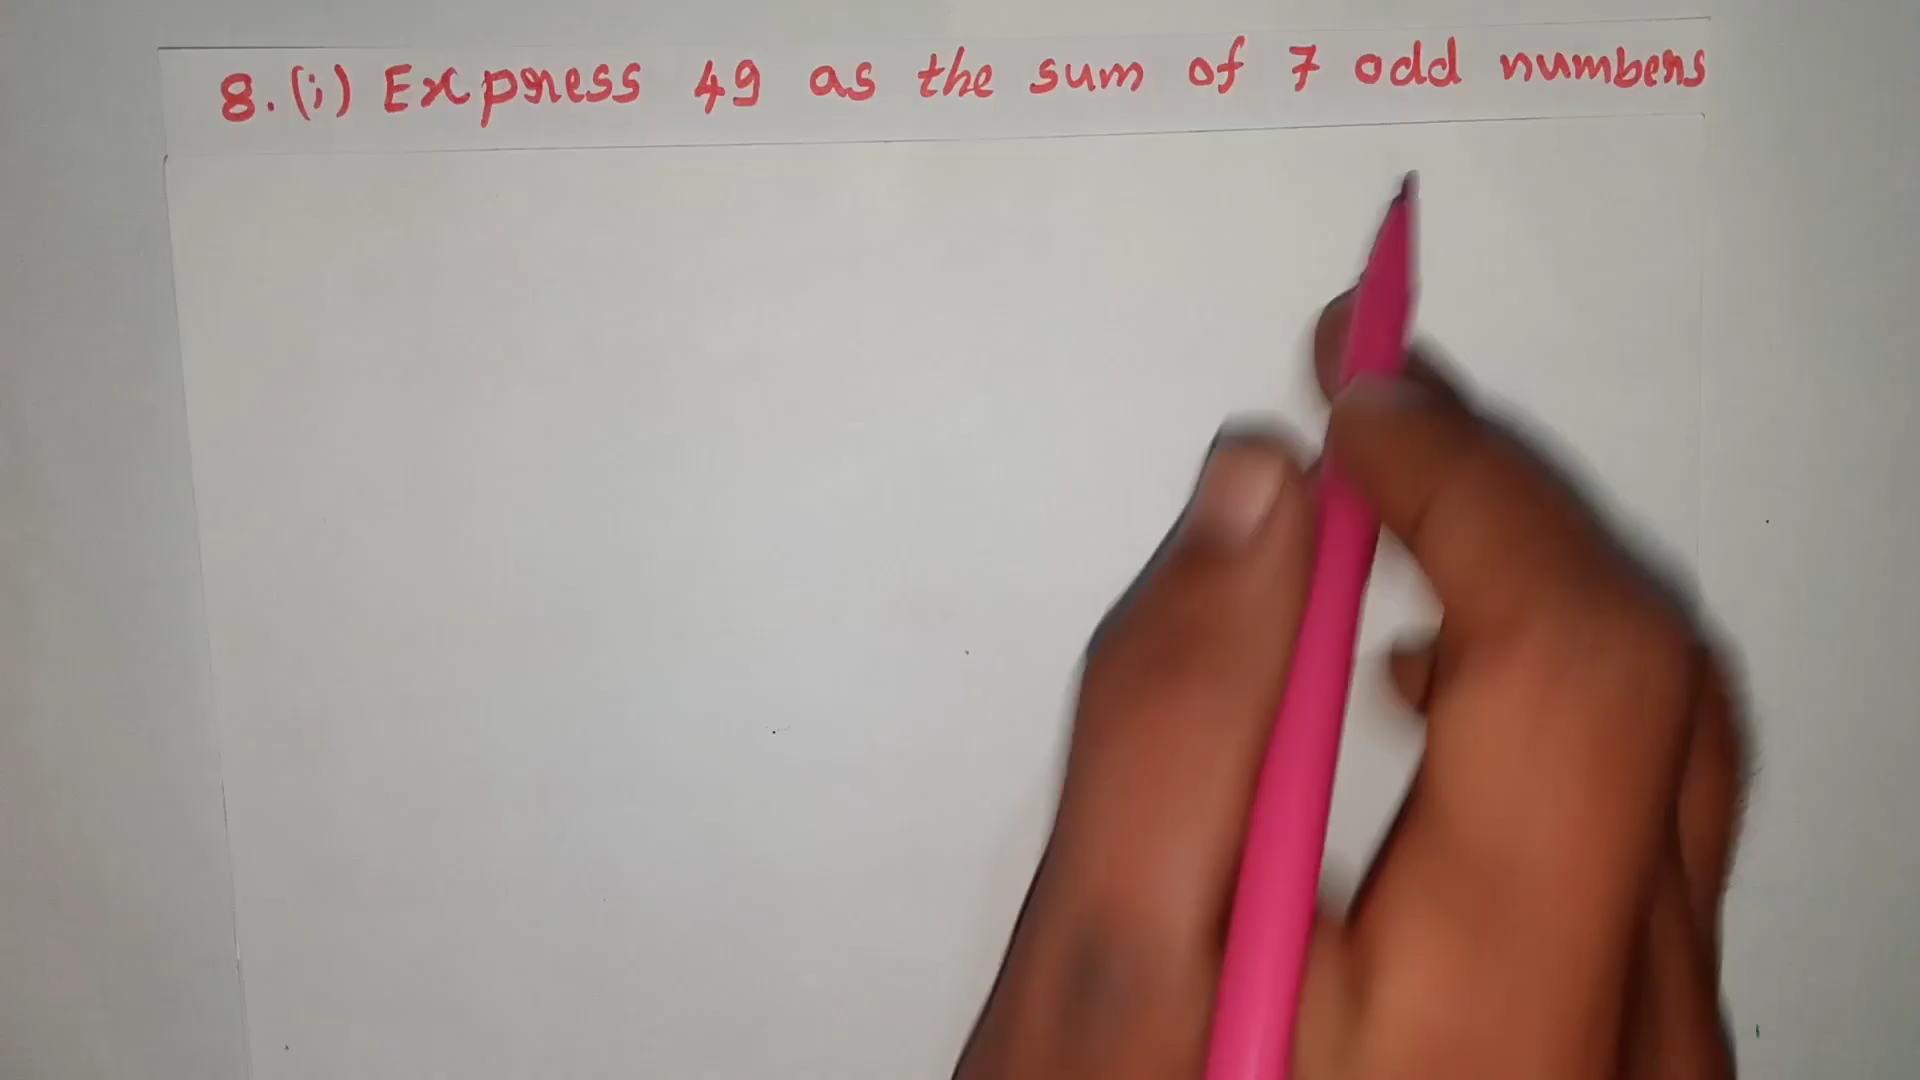 8. (i) Express 49 as the sum of 7 odd numbers